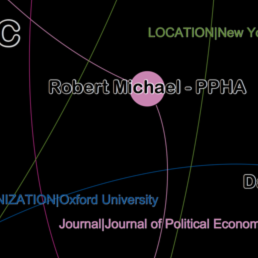 C
LOCATION|New Yo
Robert Michael - PPHA
D
NIZATION|Oxford University
Journal|Journal of Political Econom